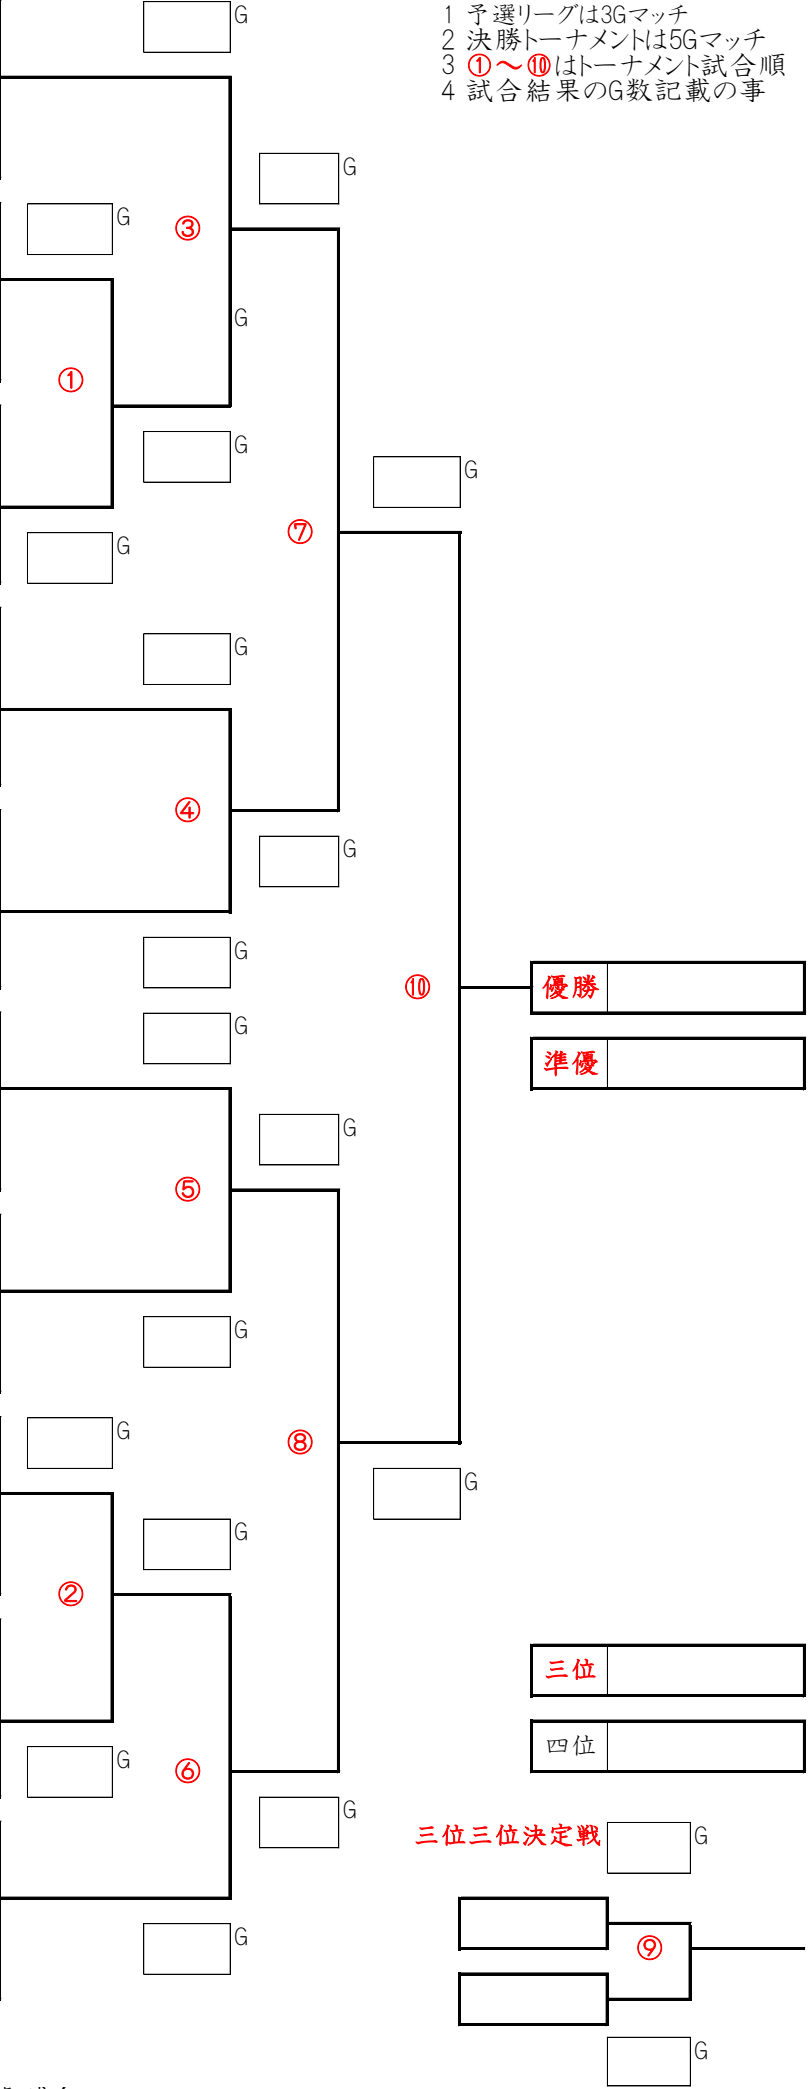 G
1 予選リーグは3Gマッチ
2 決勝トーナメントは5Gマッチ
3 ①～⑩はトーナメント試合順
4 試合結果のG数記載の事
G
G
③
G
①
G
G
⑦
G
G
④
G
G
⑩
優勝
G
準優
G
⑤
G
⑧
G
G
G
②
三位
四位
G
⑥
G
三位三位決定戦
G
G
⑨
G